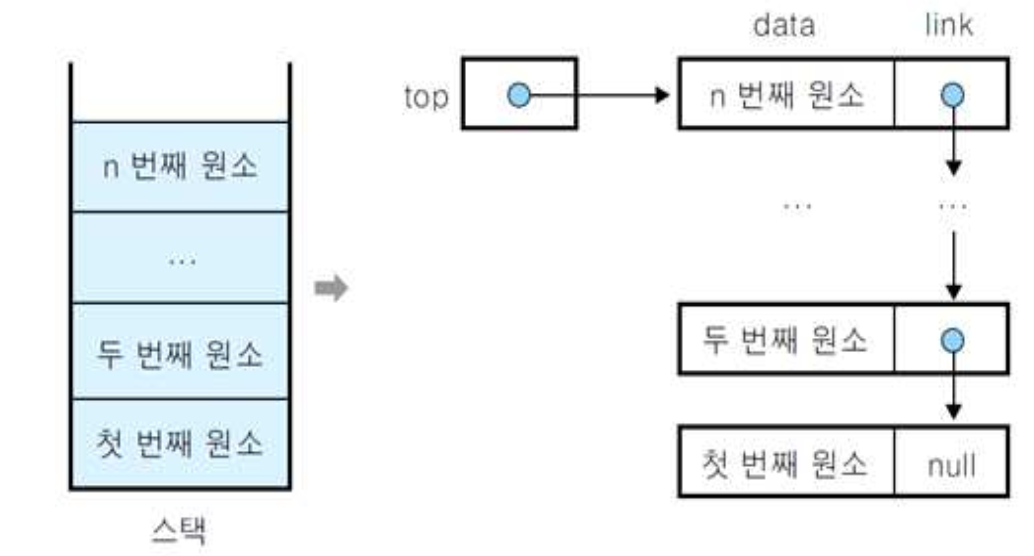 data link
top
n 번째 원소
n 번째 원소
...
... ...
두 번째 원소
두 번째 원소
첫 번째 원소
첫 번째 원소 null
스택